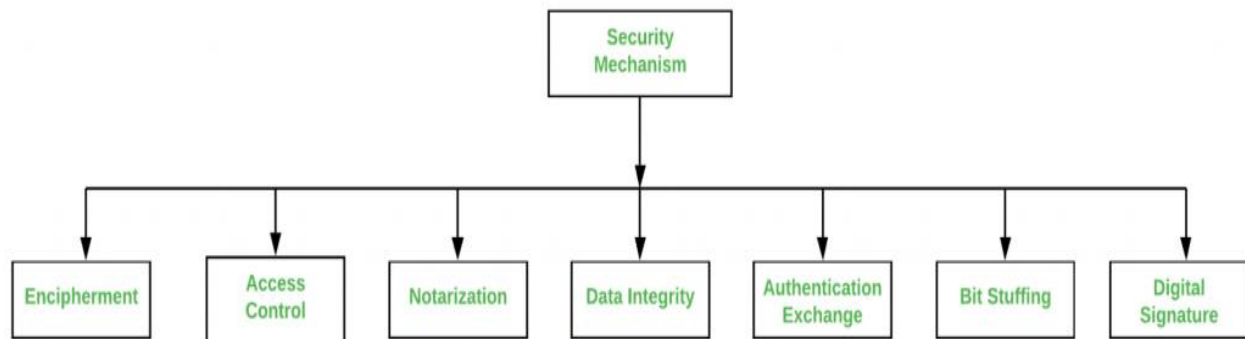 Security
Mechanism
Encipherment
Access
Control
Notarization
Data Integrity
Authentication
Exchange
Bit Stuffing
Digital
Signature